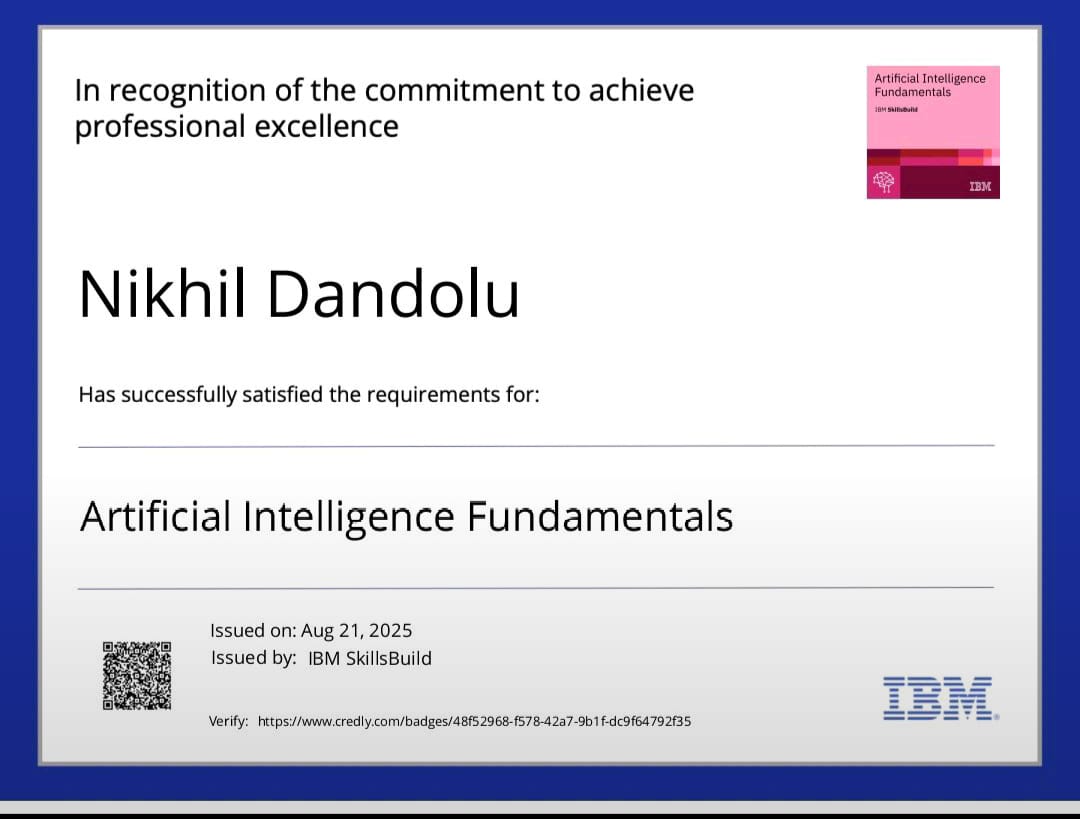 In recognition of the commitment to achieve
professional excellence
Artificial Intelligence
Fundamentals
IBM SkillsBuild
IBM
Nikhil Dandolu
Has successfully satisfied the requirements for:
Artificial Intelligence Fundamentals
Issued on: Aug 21, 2025
Issued by: IBM SkillsBuild
Verify: https://www.credly.com/badges/48f52968-f578-42a7-9b1f-dc9f64792f35
IBM®